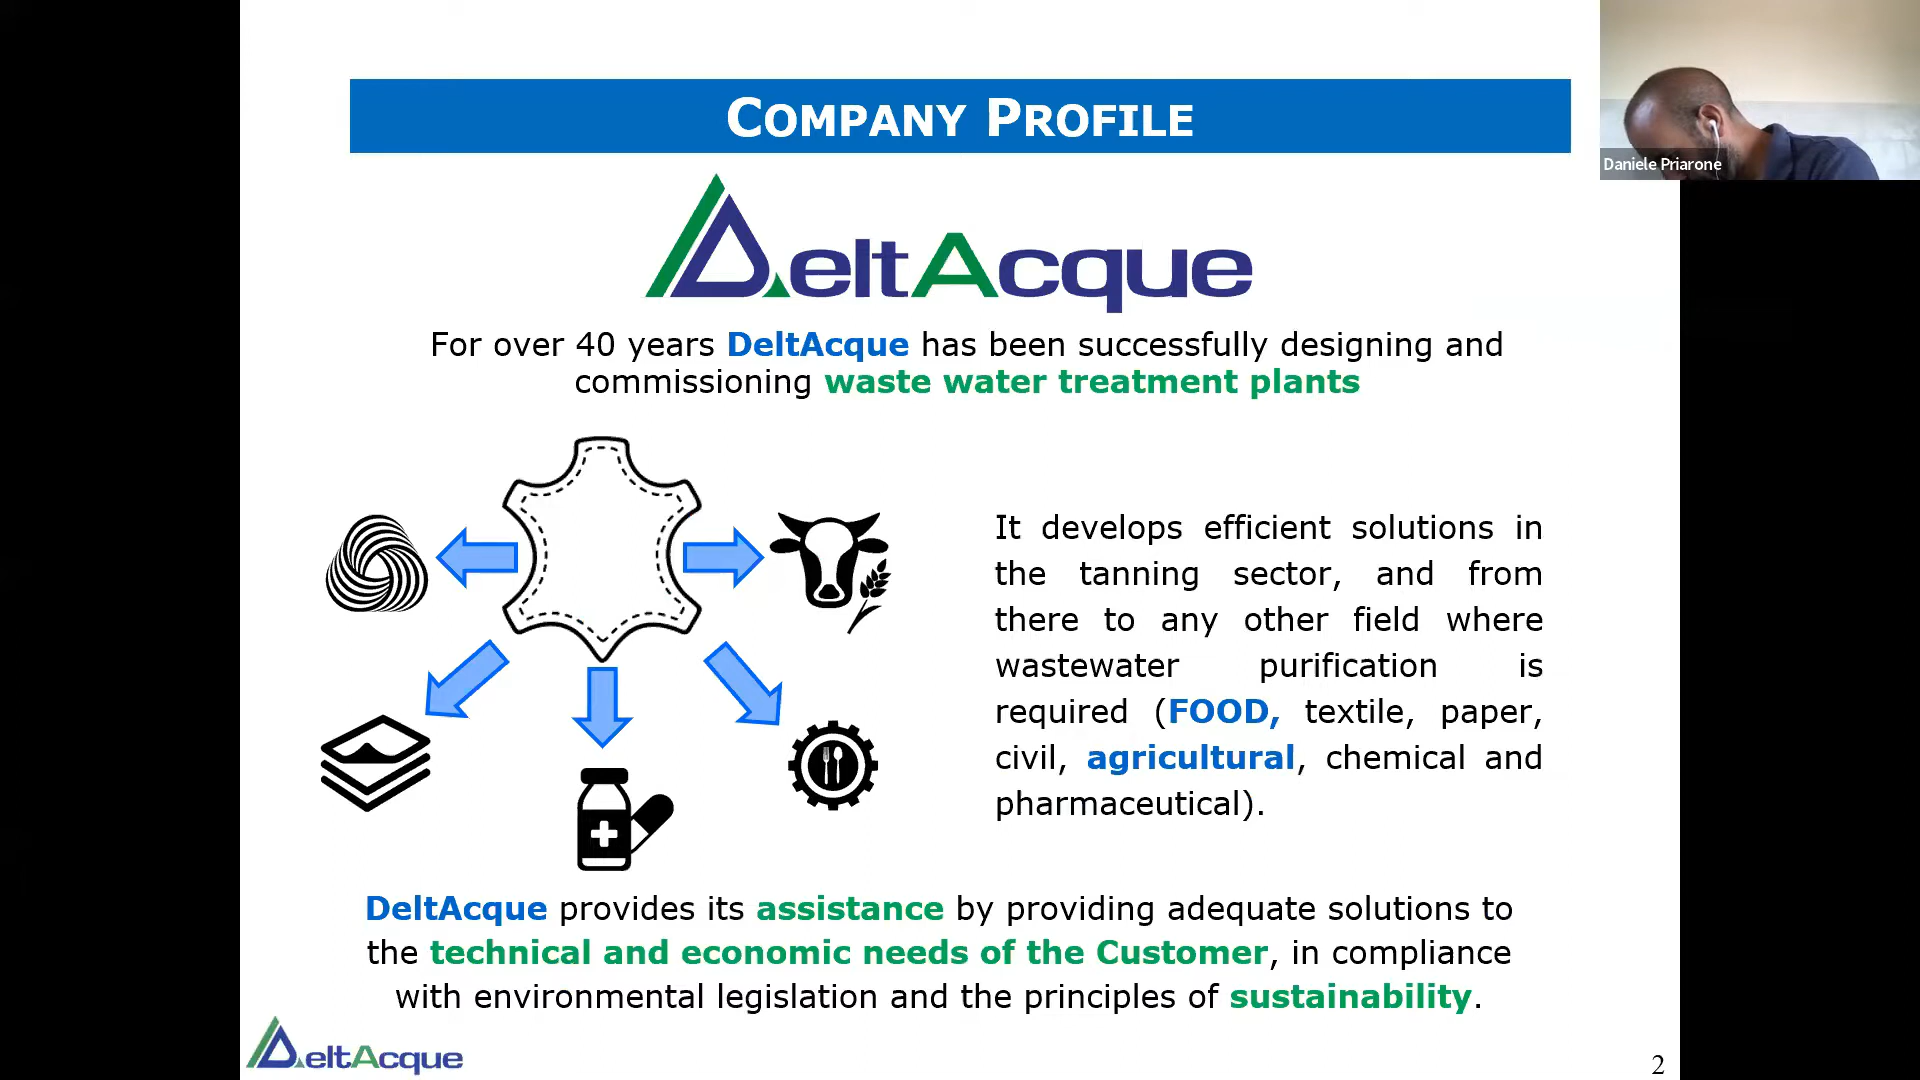 COMPANY PROFILE
Daniele Priarone
DeltAcque
For over 40 years DeltAcque has been successfully designing and
commissioning waste water treatment plants
It develops efficient solutions in
the tanning sector, and from
there to any other field where
wastewater purification is
required (FOOD, textile, paper,
civil, agricultural, chemical and
pharmaceutical).
DeltAcque provides its assistance by providing adequate solutions to
the technical and economic needs of the Customer, in compliance
with environmental legislation and the principles of sustainability.
DeltAcque
2